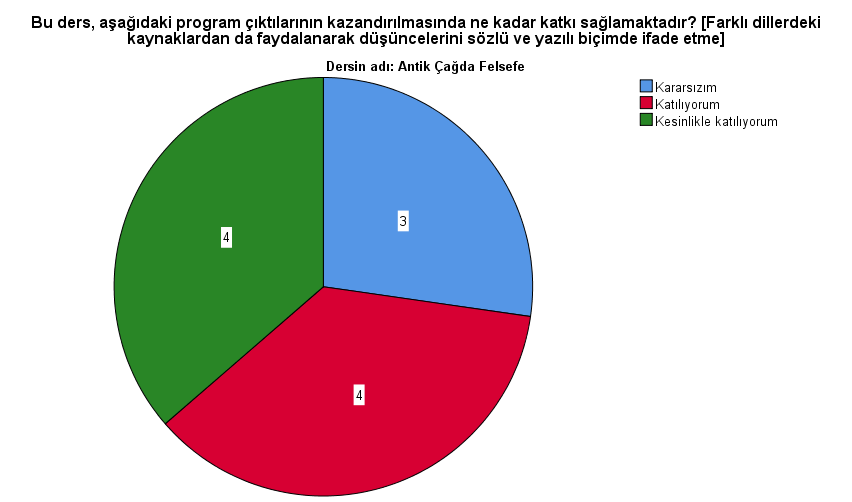 Bu ders, aşağıdaki program çıktılarının kazandırılmasında ne kadar katkı sağlamaktadır? [Farklı dillerdeki
kaynaklardan da faydalanarak düşüncelerini sözlü ve yazılı biçimde ifade etme]
Dersin adı: Antik Çağda Felsefe
Kararsızım
Katılıyorum
Kesinlikle katılıyorum
3
4
4